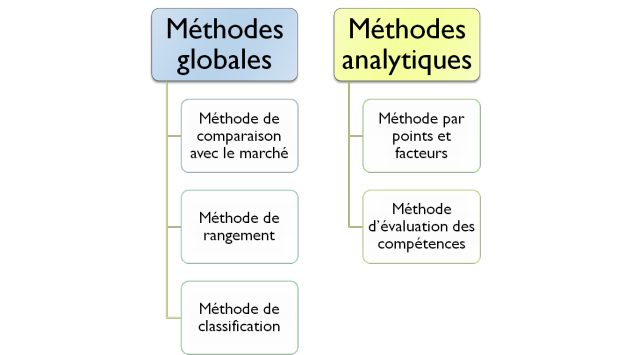 Méthodes
globales
Méthode de
comparaison
avec le marché
Méthode de
rangement
Méthode de
classification
Méthodes
analytiques
Méthode par
points et
facteurs
Méthode
d'évaluation des
compétences